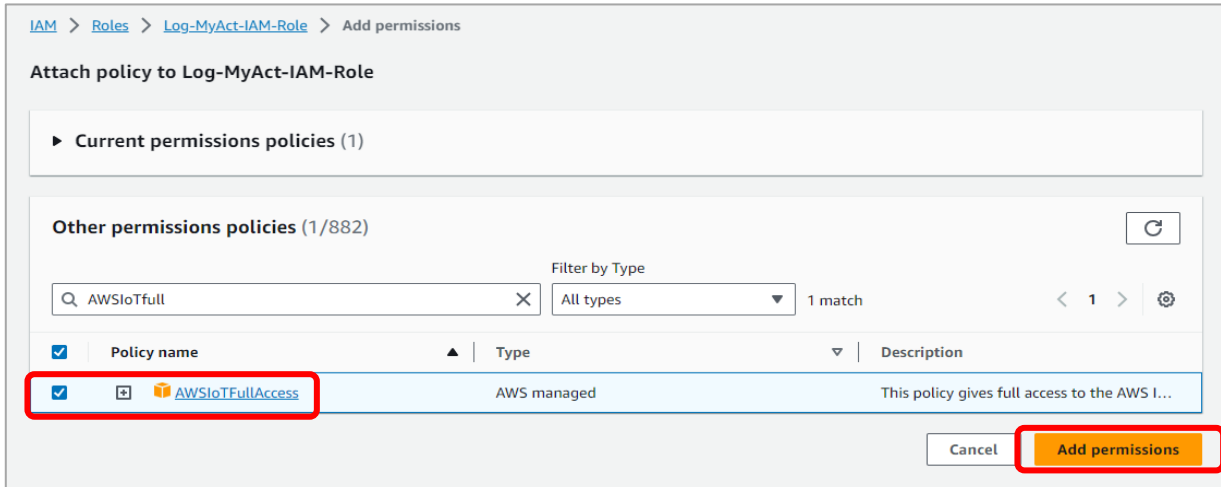 IAM > Roles > Log-MyAct-IAM-Role > Add permissions
Attach policy to Log-MyAct-IAM-Role
Current permissions policies (1)
Other permissions policies (1/882)
Filter by Type
AWSIoTfull All types 1 match < 1 >
Policy name Type Description
AWSIoTFullAccess AWS managed This policy gives full access to the AWS I...
Cancel Add permissions